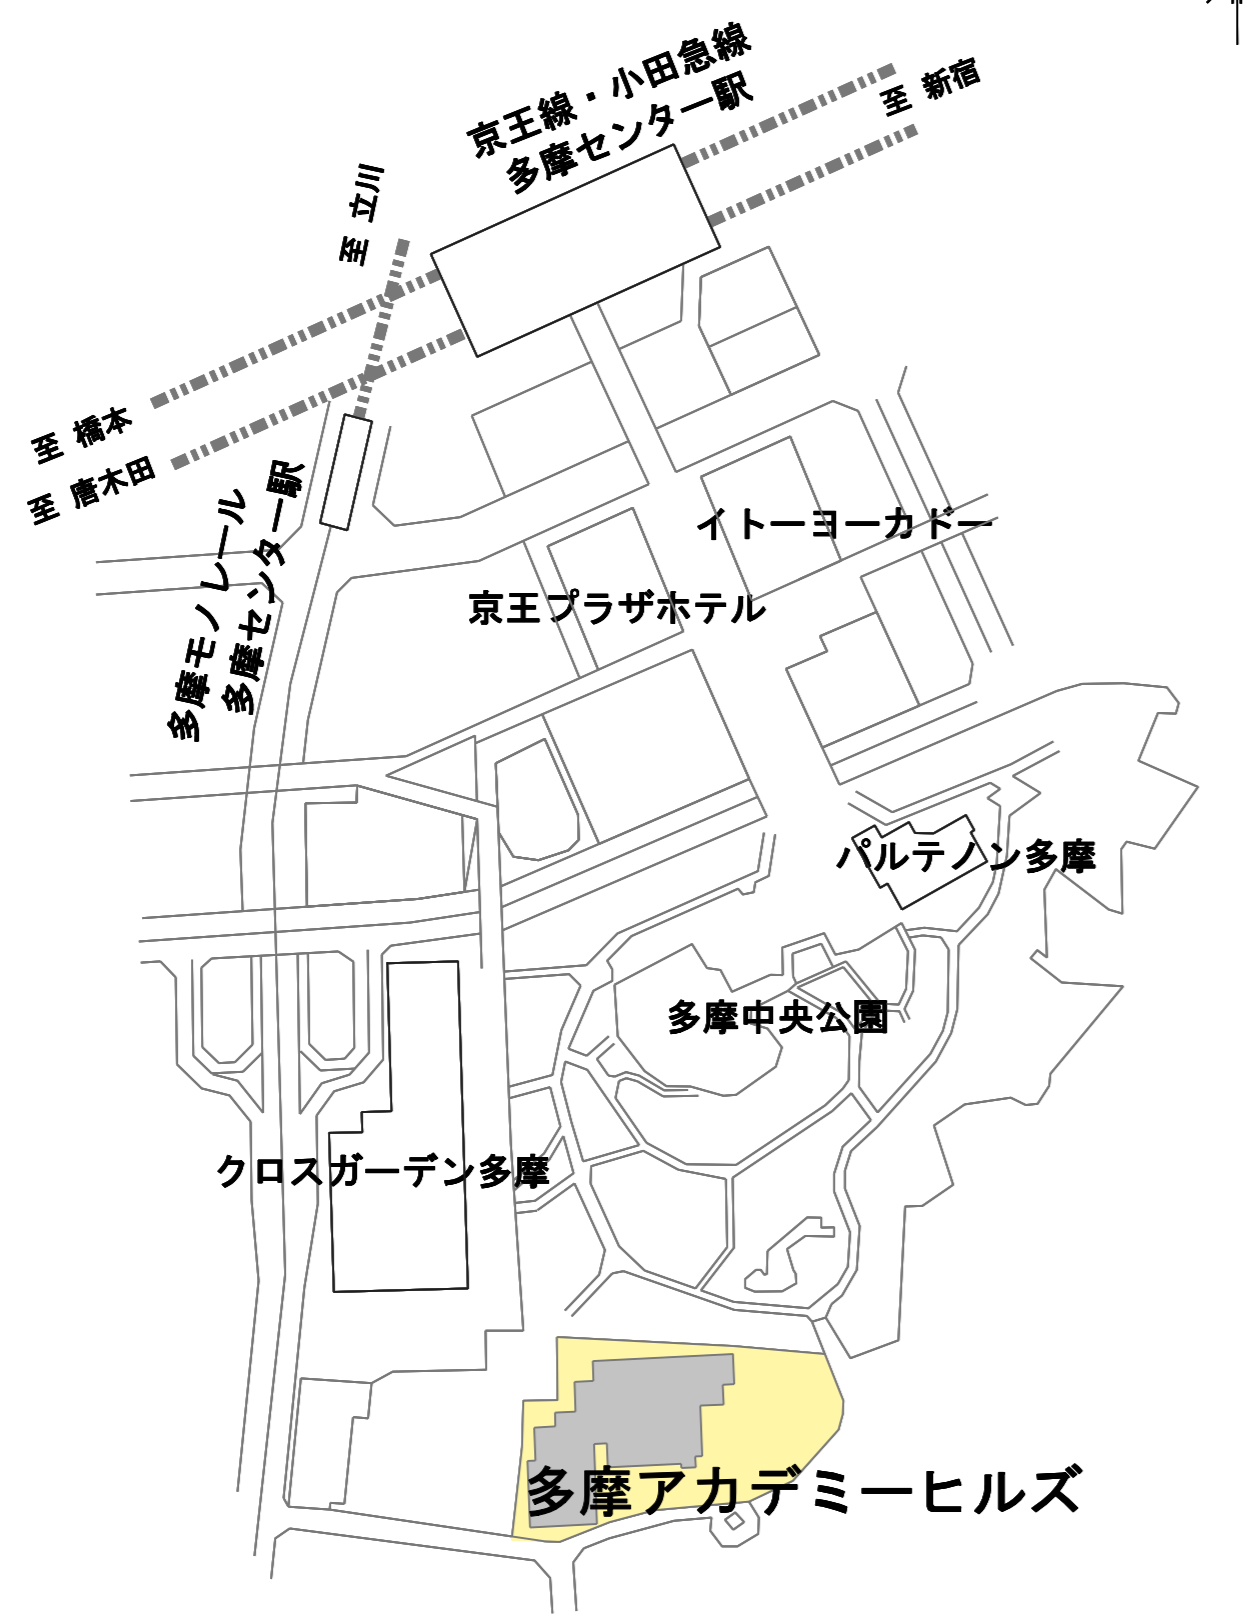 京王線・小田急線
多摩センター駅
至 新宿
至 立川
至 橋本
至 唐木田
多摩モノレール
多摩センター駅
イトーヨーカドー
京王プラザホテル
パルテノン多摩
多摩中央公園
クロスガーデン多摩
多摩アカデミーヒルズ